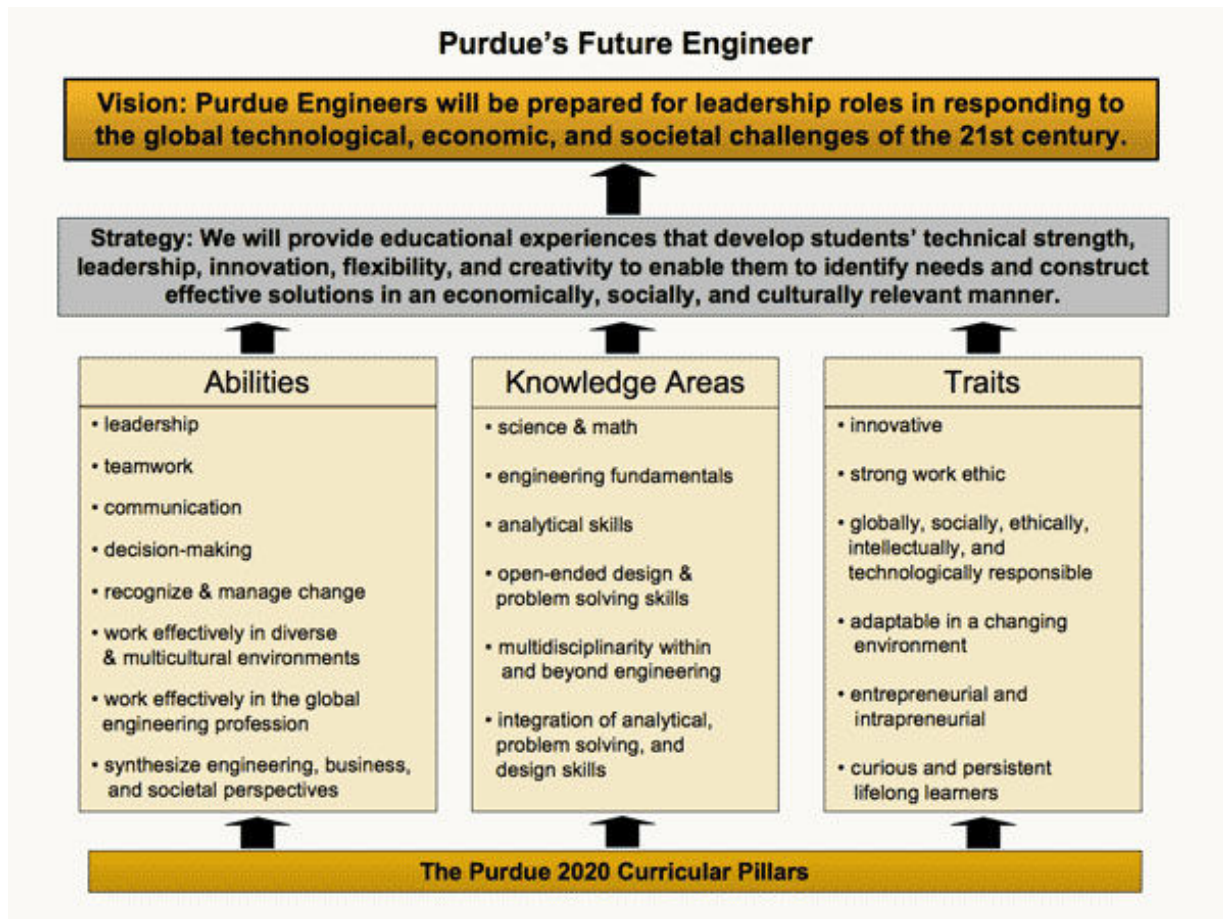 Purdue's Future Engineer
Vision: Purdue Engineers will be prepared for leadership roles in responding to
the global technological, economic, and societal challenges of the 21st century.
Strategy: We will provide educational experiences that develop students' technical strength,
leadership, innovation, flexibility, and creativity to enable them to identify needs and construct
effective solutions in an economically, socially, and culturally relevant manner.
Abilities
• leadership
• teamwork
• communication
• decision-making
• recognize & manage change
• work effectively in diverse
& multicultural environments
• work effectively in the global
engineering profession
• synthesize engineering, business,
and societal perspectives
Knowledge Areas
• science & math
• engineering fundamentals
• analytical skills
• open-ended design &
problem solving skills
• multidisciplinarity within
and beyond engineering
• integration of analytical,
problem solving, and
design skills
Traits
• innovative
• strong work ethic
• globally, socially, ethically,
intellectually, and
technologically responsible
• adaptable in a changing
environment
• entrepreneurial and
intrapreneurial
• curious and persistent
lifelong learners
The Purdue 2020 Curricular Pillars